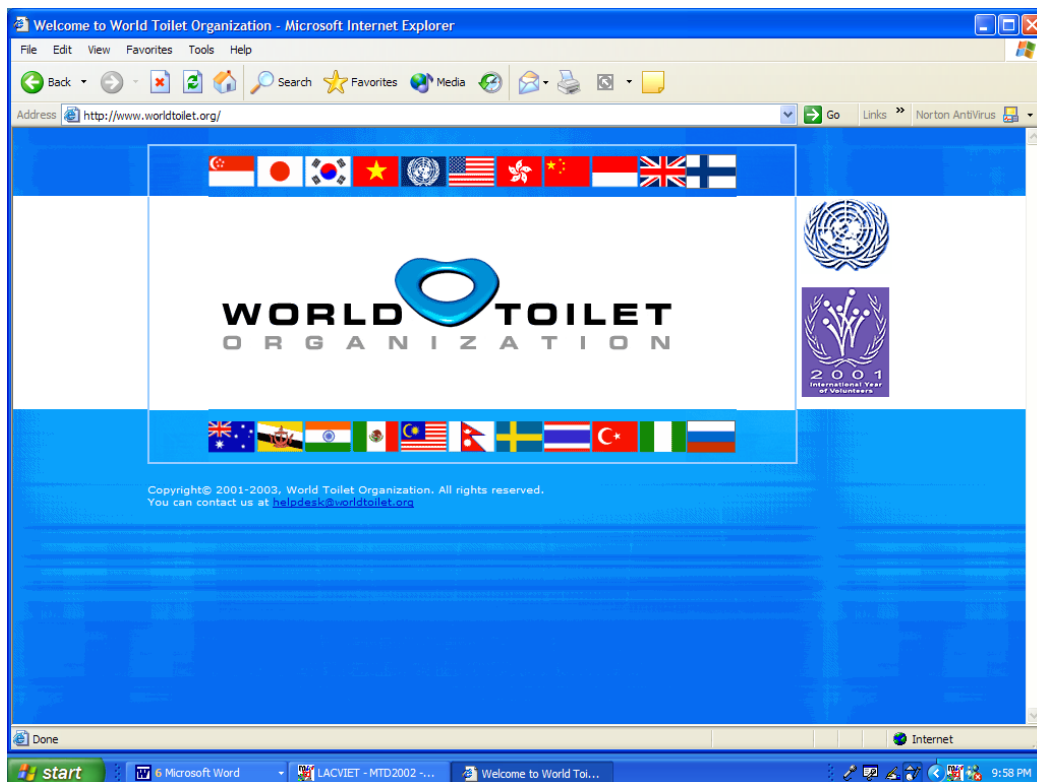 Welcome to World Toilet Organization - Microsoft Internet Explorer
File Edit View Favorites Tools Help
Back Search Favorites Media
Address http://www.worldtoilet.org/ Go Links » Norton AntiVirus
WORLD TOILET
ORGANIZATION
2001
International Year
of Volunteers
Copyright© 2001-2003, World Toilet Organization. All rights reserved.
You can contact us at helpdesk@worldtoilet.org
Done Internet
start 6 Microsoft Word LACVIET - MTD2002 -... Welcome to World Toi... 9:58 PM